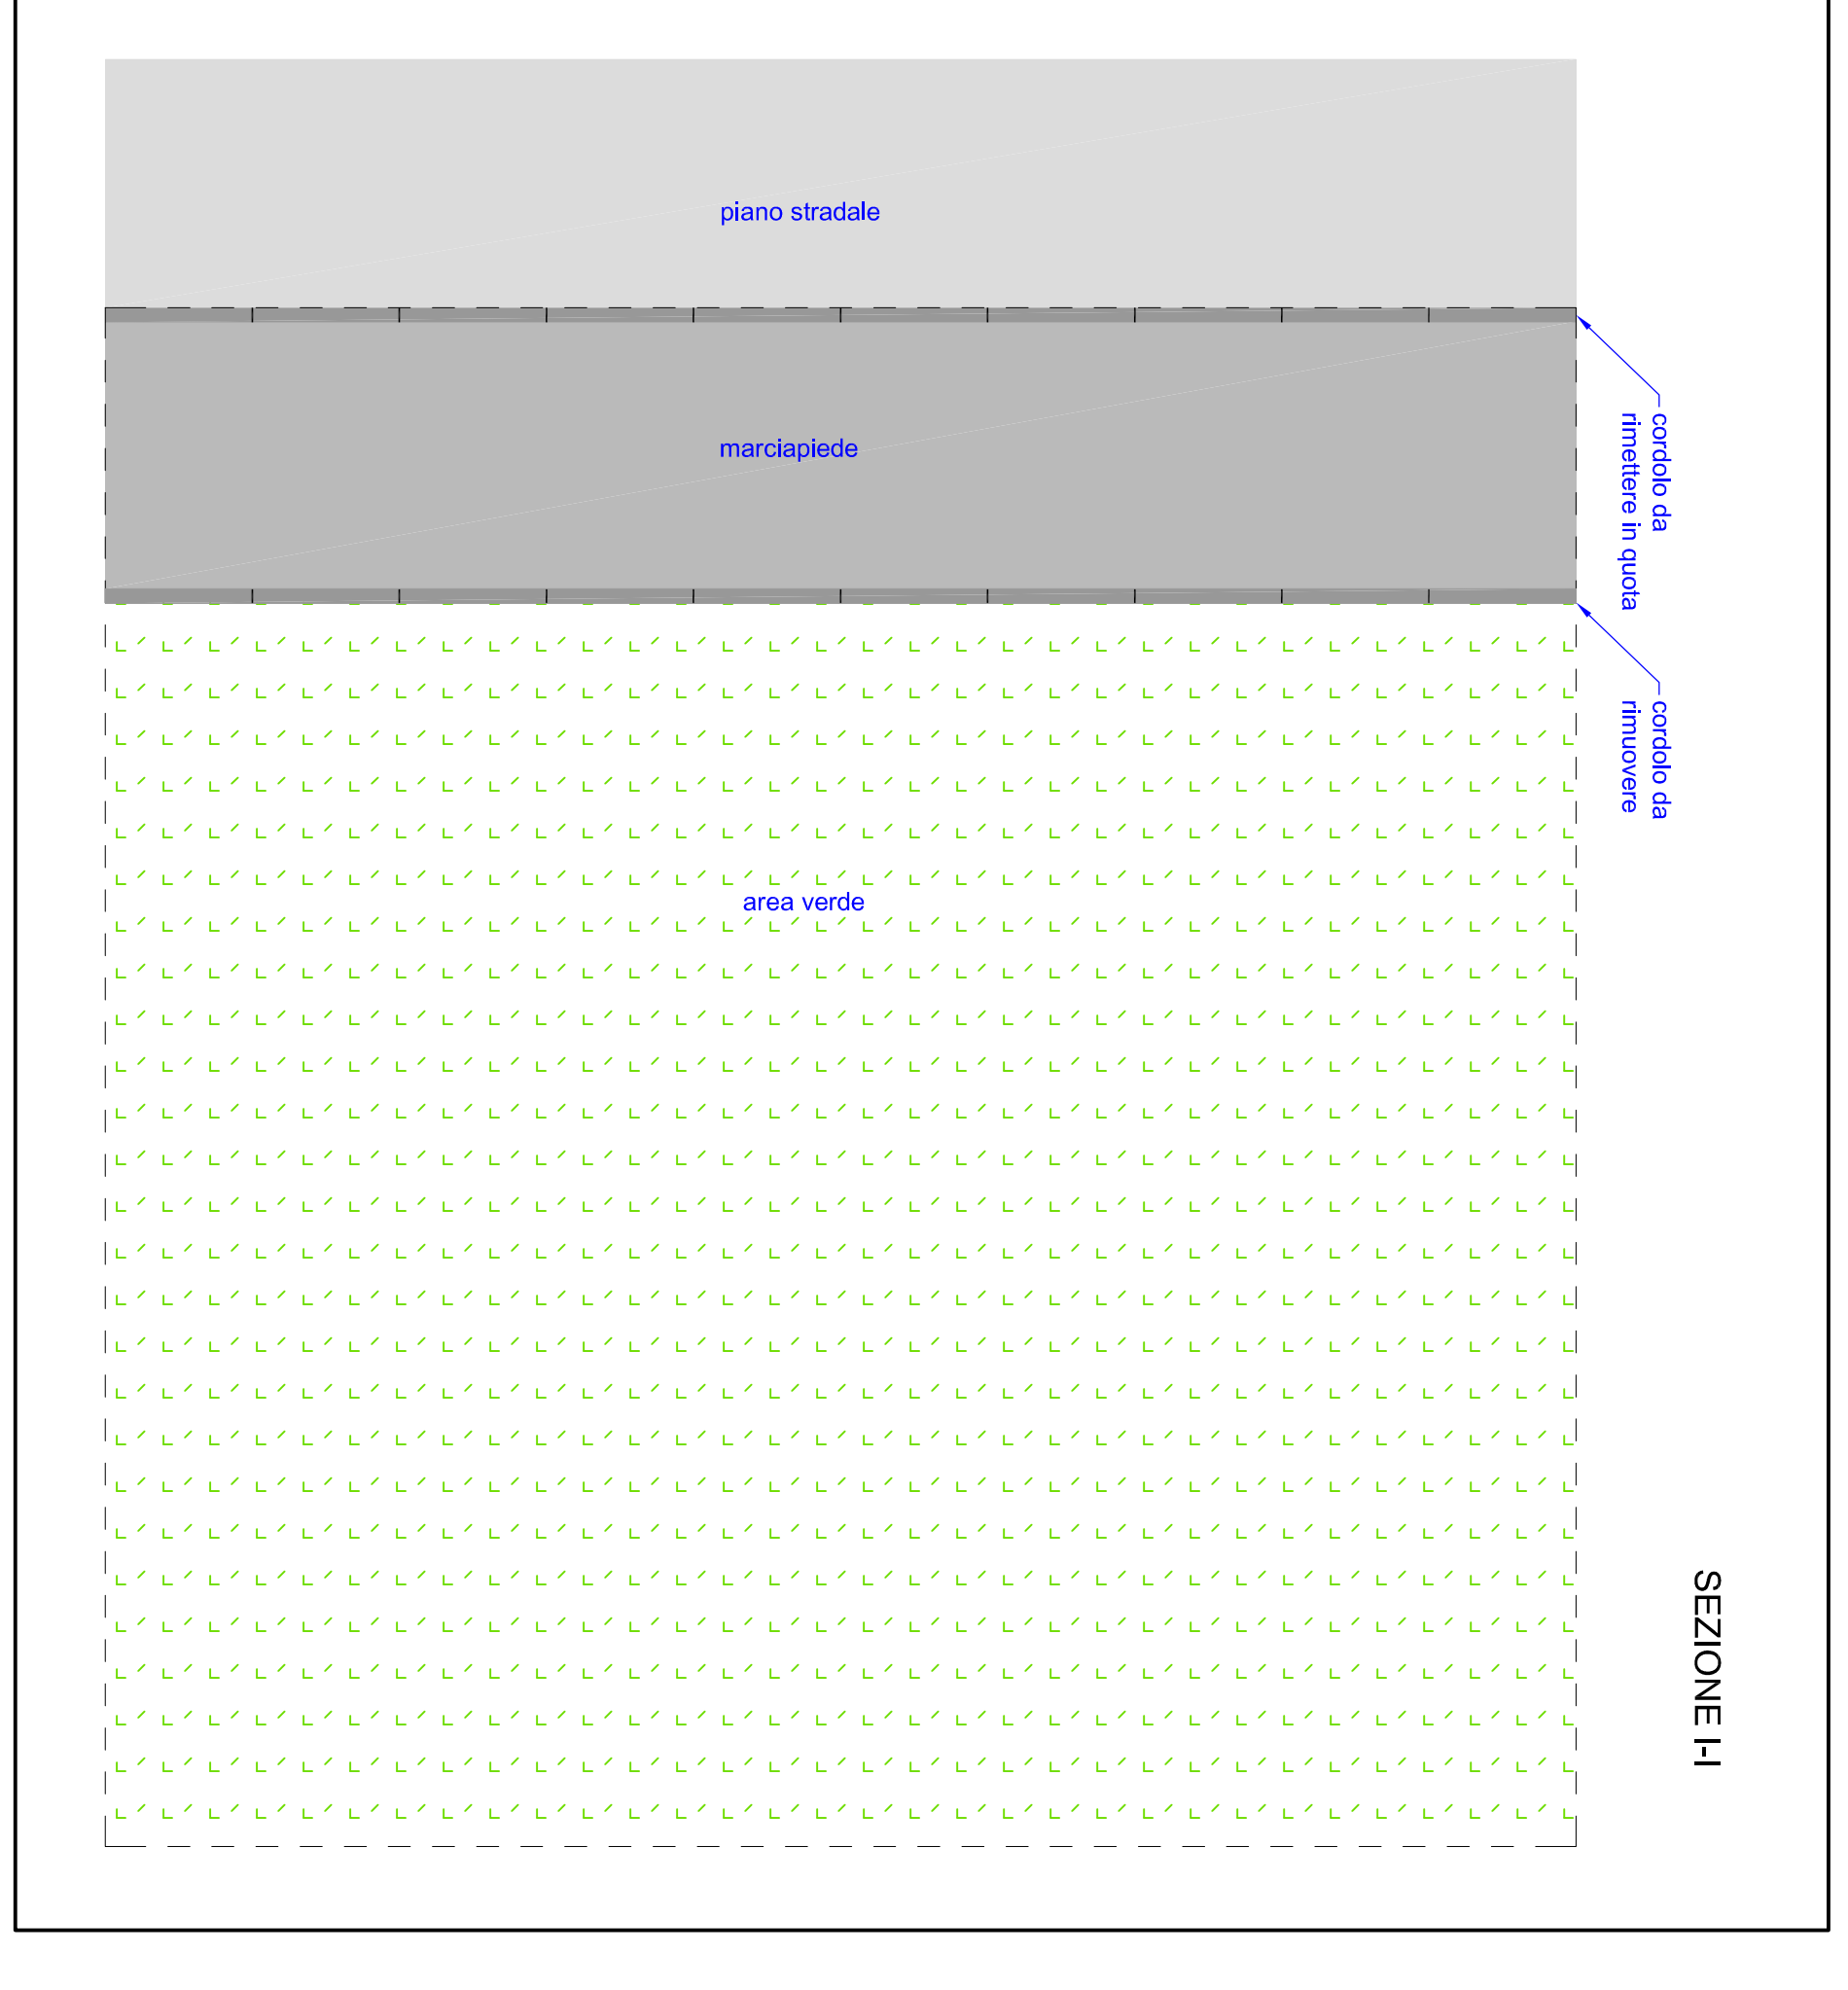 piano stradale
marciapiede
cordolo da
rimettere in quota
cordolo da
rimuovere
area verde
SEZIONE I-I